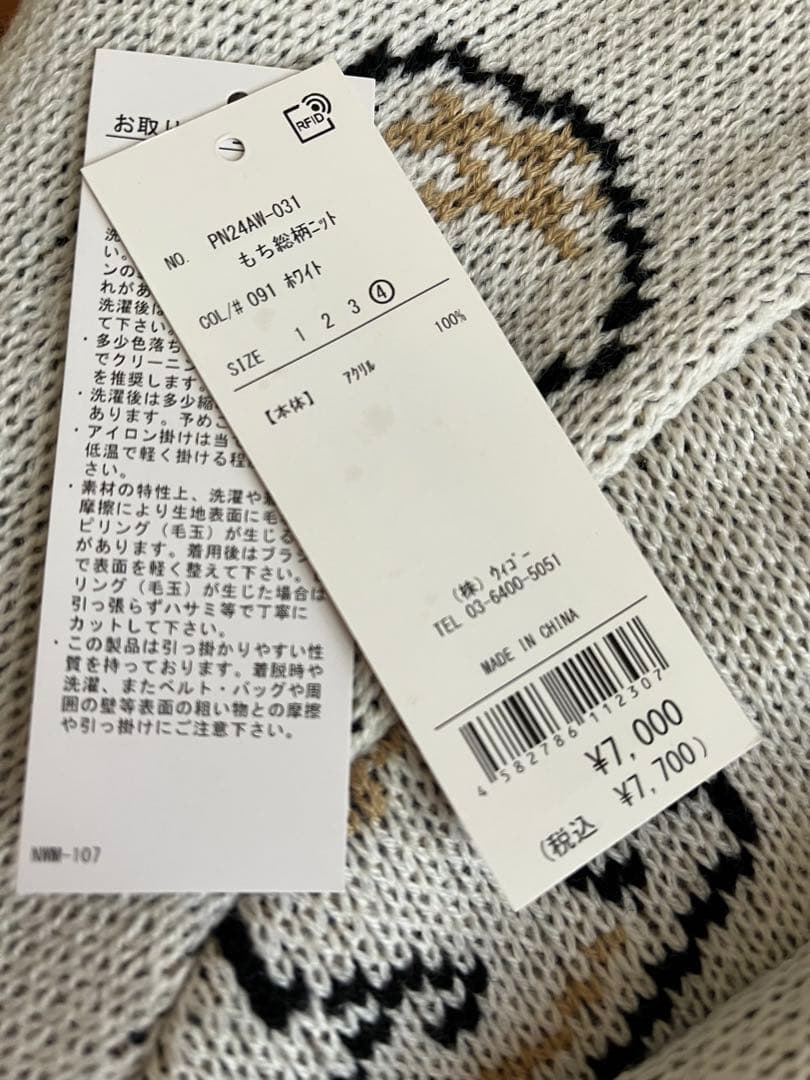 お取り
洗
い。
ンの
れがあ
洗濯後は
て下さい。
・多少色落ち
でクリーニン
を推奨します。
・洗濯後は多少縮
あります。予めご
・アイロン掛けは当て
低温で軽く掛ける程
さい。
・素材の特性上、洗濯や着
摩擦により生地表面に毛
ピリング（毛玉）が生じる
があります。着用後はブラシ
で表面を軽く整えて下さい。
リング（毛玉）が生じた場合は
引っ張らずハサミ等で丁寧に
カットして下さい。
・この製品は引っ掛かりやすい性
質を持っております。着脱時や
洗濯、またベルト・バッグや周
囲の壁等表面の粗い物との摩擦
や引っ掛けにご注意下さい。
NWM-107
RFID
NO. PN24AW-031
もち総柄ﾆｯﾄ
COL/# 091 ﾎﾜｲﾄ
SIZE 1 2 3 ④
【本体】 ｱｸﾘﾙ 100%
（株）ｳｨｺﾞｰ
TEL 03-6400-5051
MADE IN CHINA
4 582786 112307
¥7,000
(税込 ¥7,700)